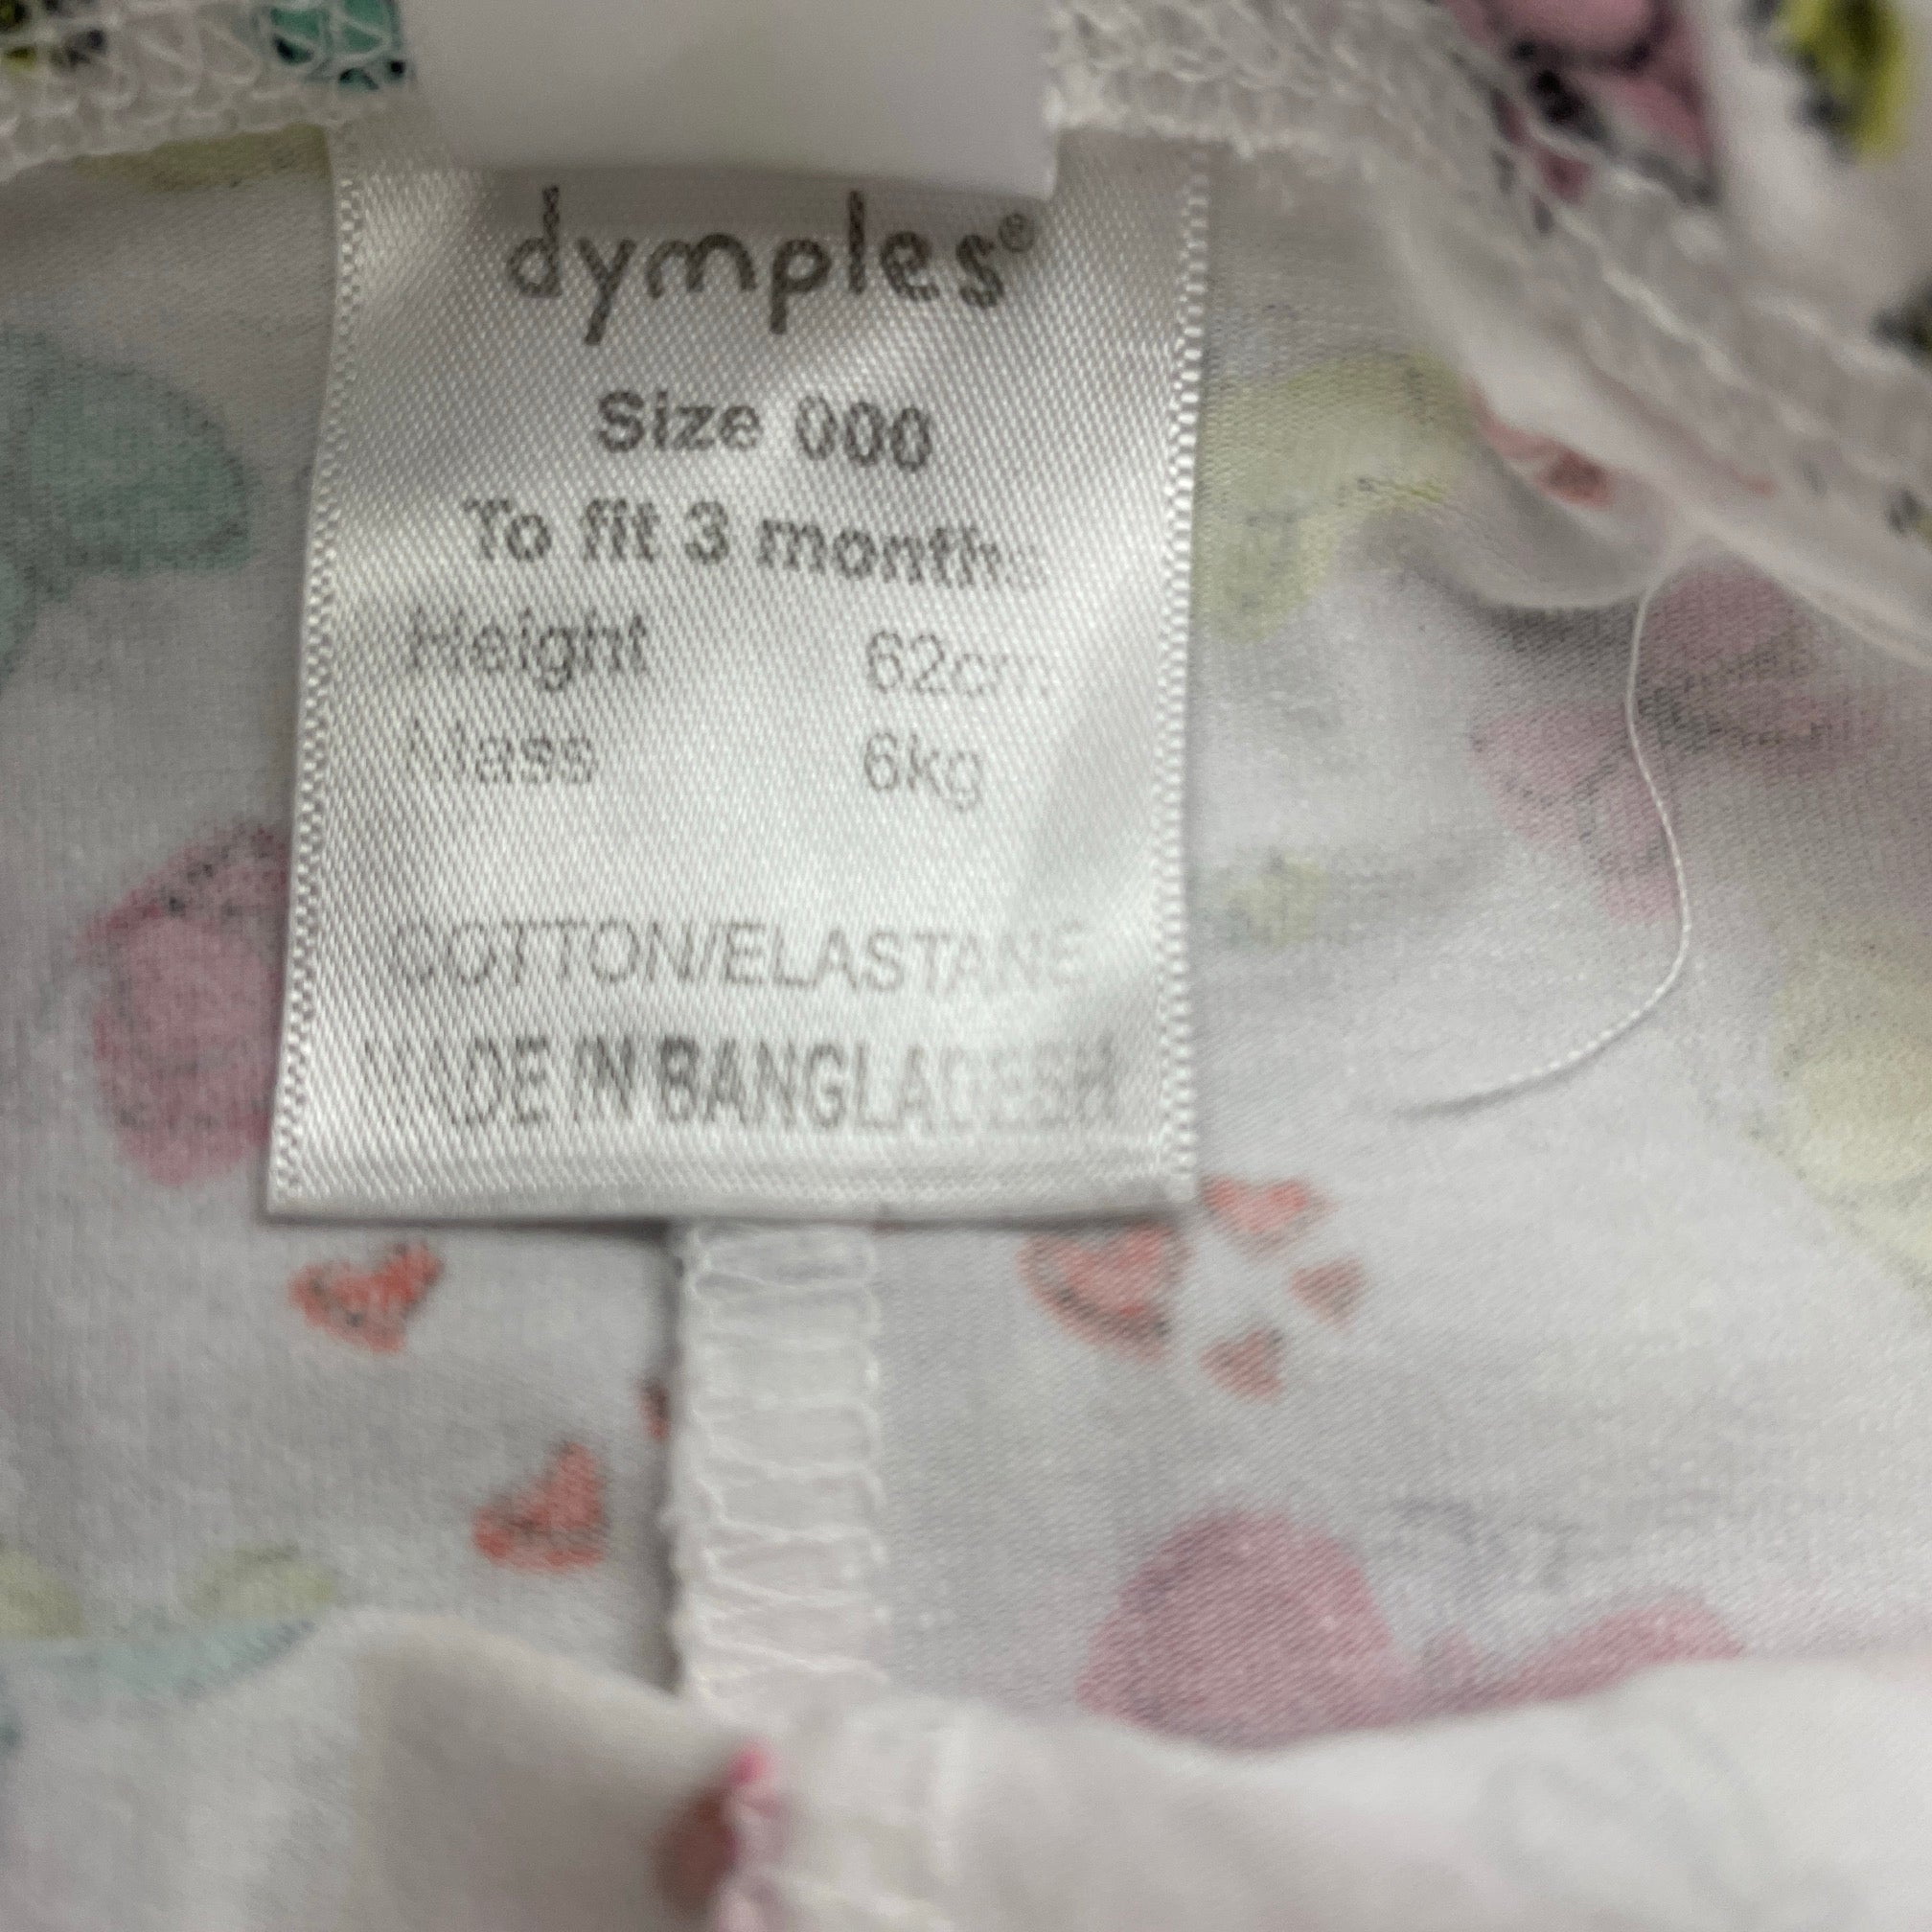 dymples®
Size 000
To fit 3 months
Height 62cm
Mass 6kg
COTTON/ELASTANE
MADE IN BANGLADESH